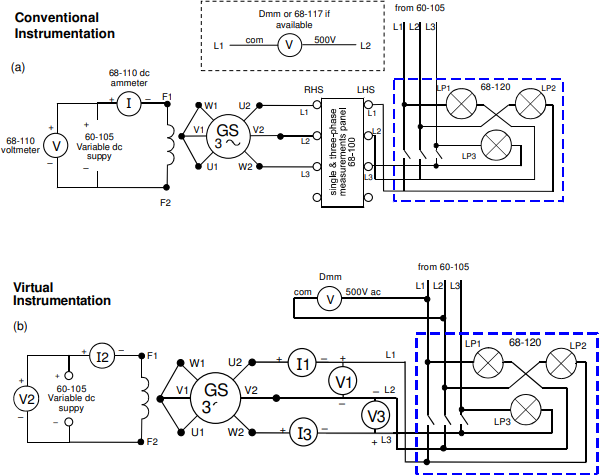 Conventional
Instrumentation
Dmm or 68-117 if
available
L1 com V 500V L2
from 60-105
L1 L2 L3
(a)
68-110 dc
ammeter
+ I –
F1
68-110
voltmeter
+ V –
+
60-105
Variable dc
suppy
–
F2
W1 U2
V1 GS V2
3
U1 W2
RHS LHS
L1 L1
L2 L2
L3
single & three-phase
measurements panel
68-100
LP1 68-120 LP2
LP3
Virtual
Instrumentation
(b)
Dmm
com V 500V ac
from 60-105
L1 L2 L3
+ I2 –
F1
+ V2 –
+
60-105
Variable dc
suppy
–
F2
W1 U2
V1 GS V2
3
U1 W2
+ I1 – L1
+ V1 –
L2
– V3 +
+ I3 – L3
LP1 68-120 LP2
LP3